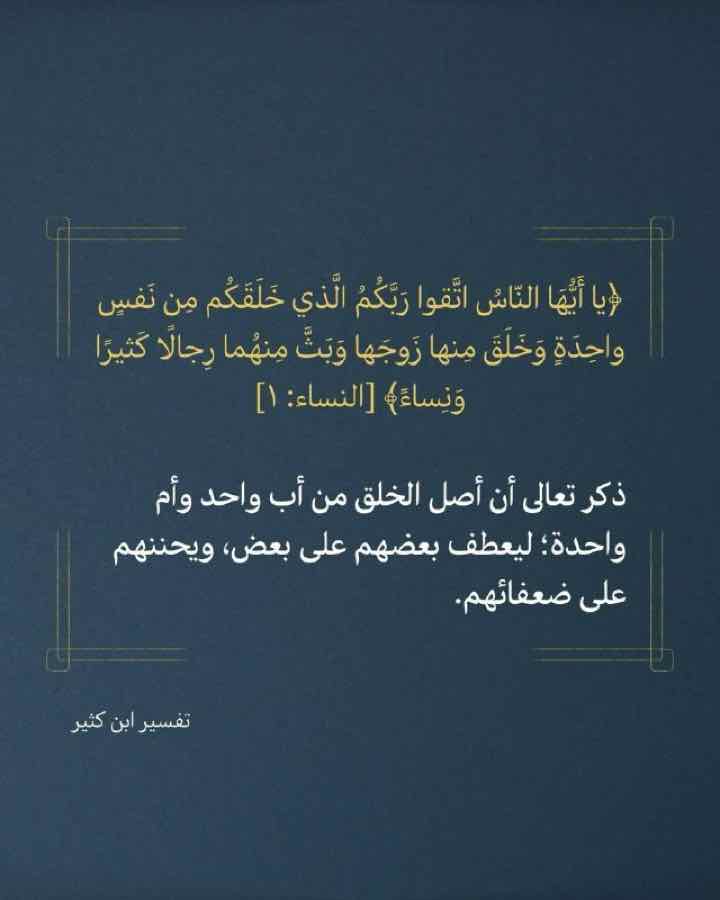 ﴿يا أَيُّهَا النّاسُ اتَّقوا رَبَّكُمُ الَّذي خَلَقَكُم مِن نَفسٍ
واحِدَةٍ وَخَلَقَ مِنها زَوجَها وَبَثَّ مِنهُما رِجالًا كَثيرًا
وَنِساءً﴾ [النساء: ١]
ذكر تعالى أن أصل الخلق من أب واحد وأم
واحدة؛ ليعطف بعضهم على بعض، ويحننهم
على ضعفائهم.
تفسير ابن كثير